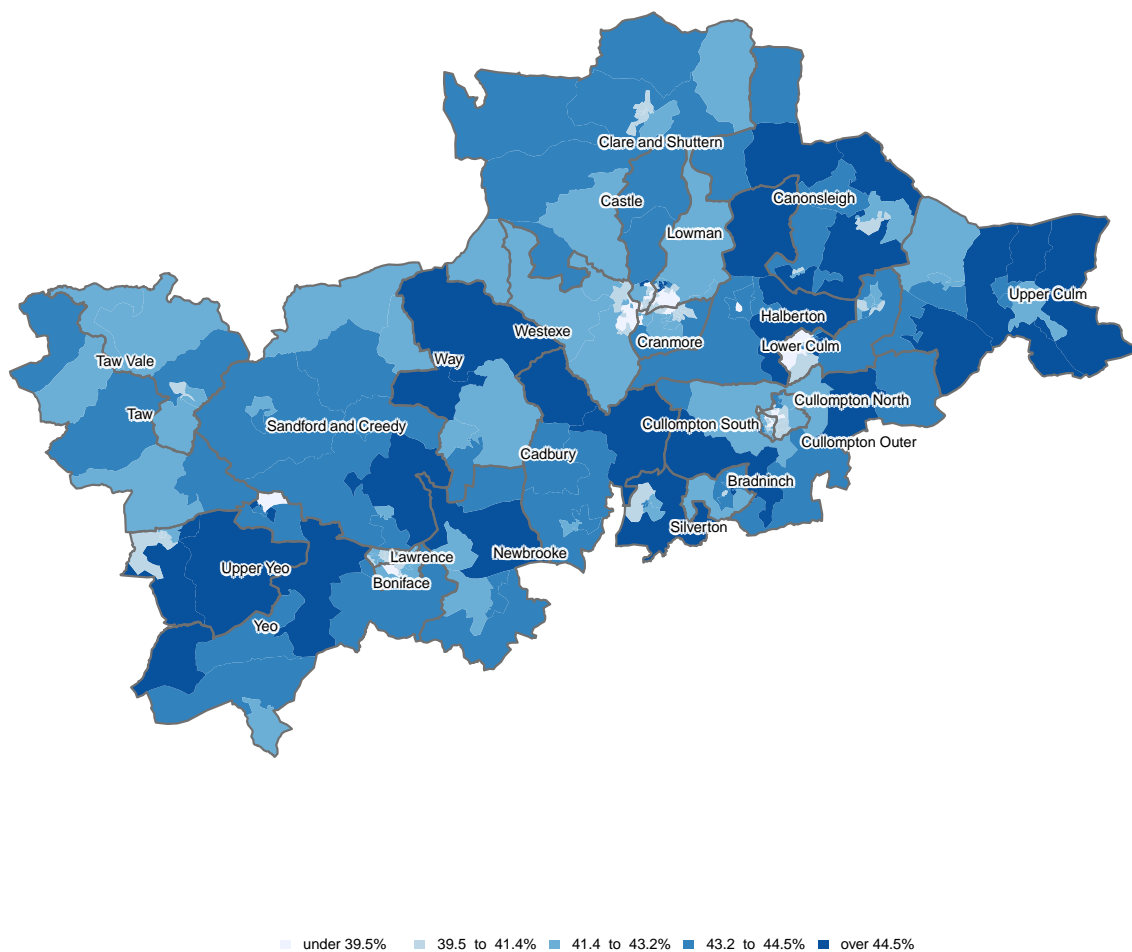 Clare and Shuttern
Canonsleigh
Castle
Lowman
Upper Culm
Halberton
Westexe
Cranmore
Lower Culm
Way
Taw Vale
Cullompton North
Taw
Sandford and Creedy
Cullompton South
Cullompton Outer
Cadbury
Bradninch
Silverton
Newbrooke
Lawrence
Upper Yeo
Boniface
Yeo
under 39.5% 39.5 to 41.4% 41.4 to 43.2% 43.2 to 44.5% over 44.5%